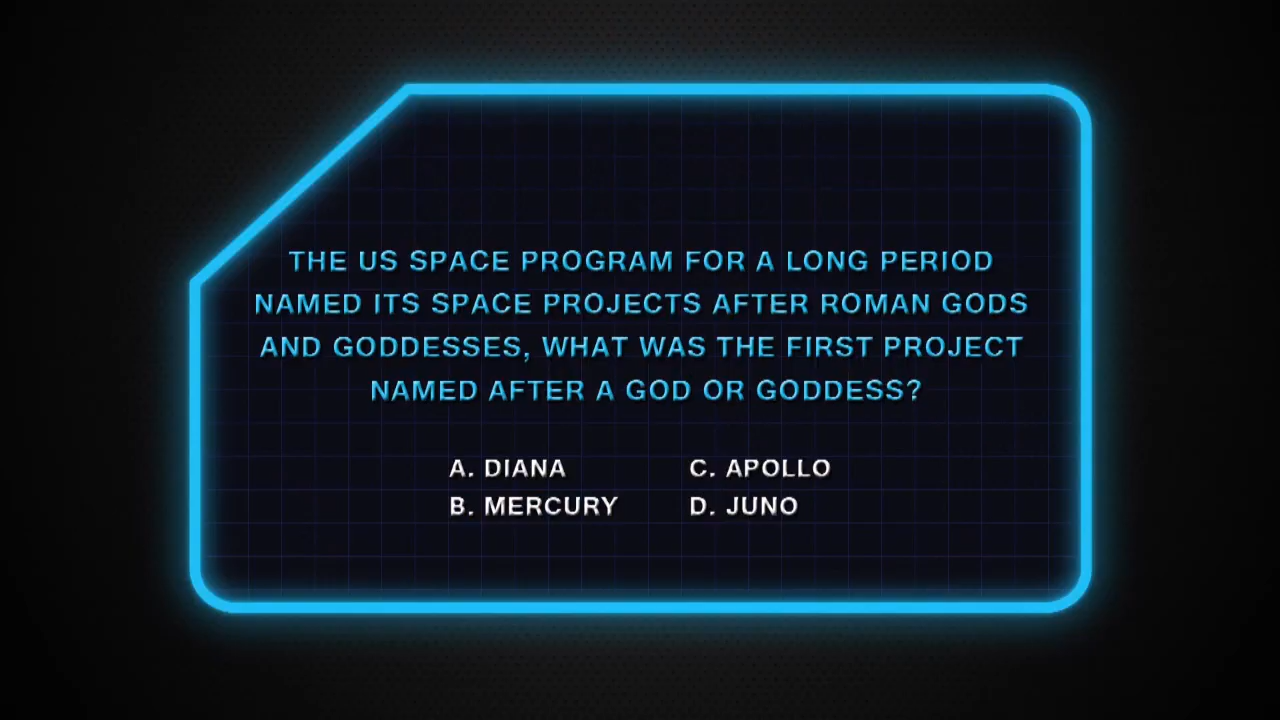 THE US SPACE PROGRAM FOR A LONG PERIOD
NAMED ITS SPACE PROJECTS AFTER ROMAN GODS
AND GODDESSES, WHAT WAS THE FIRST PROJECT
NAMED AFTER A GOD OR GODDESS?
A. DIANA
B. MERCURY
C. APOLLO
D. JUNO